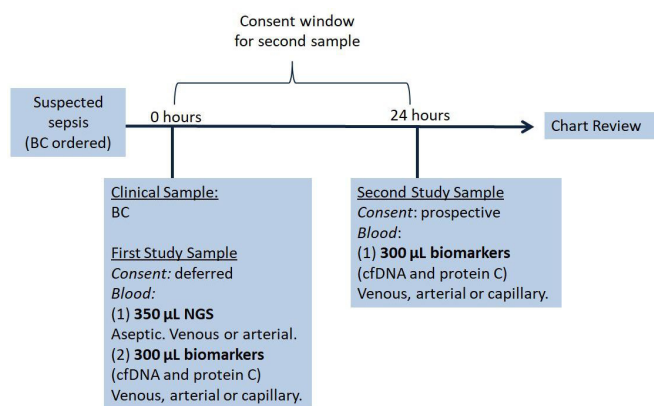 Consent window
for second sample
Suspected
sepsis
(BC ordered)
0 hours
24 hours
Chart Review
Clinical Sample:
BC
First Study Sample
Consent: deferred
Blood:
(1) 350 µL NGS
Aseptic. Venous or arterial.
(2) 300 µL biomarkers
(cfDNA and protein C)
Venous, arterial or capillary.
Second Study Sample
Consent: prospective
Blood:
(1) 300 µL biomarkers
(cfDNA and protein C)
Venous, arterial or capillary.